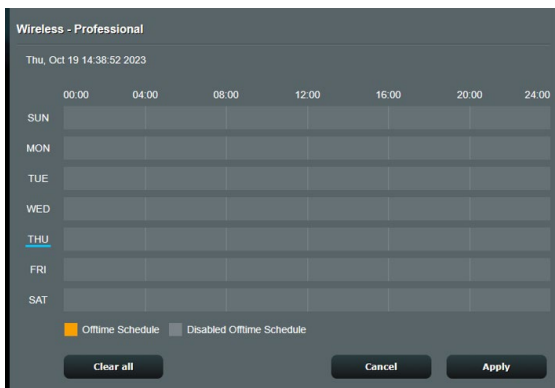 Wireless - Professional
Thu, Oct 19 14:38:52 2023
00:00 04:00 08:00 12:00 16:00 20:00 24:00
SUN
MON
TUE
WED
THU
FRI
SAT
Offtime Schedule Disabled Offtime Schedule
Clear all Cancel Apply